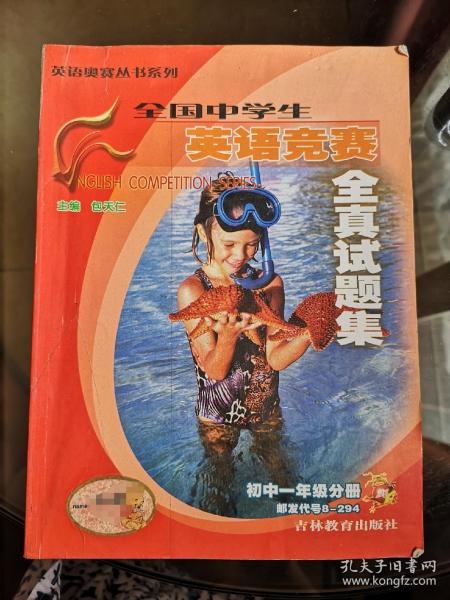 英语奥赛丛书系列
全国中学生
英语竞赛
NGLISH COMPETITION SERIES
主编 包天仁
全真试题集
初中一年级分册
邮发代号8-294
吉林教育出版社
name
孔夫子旧书网
www.kongfz.com